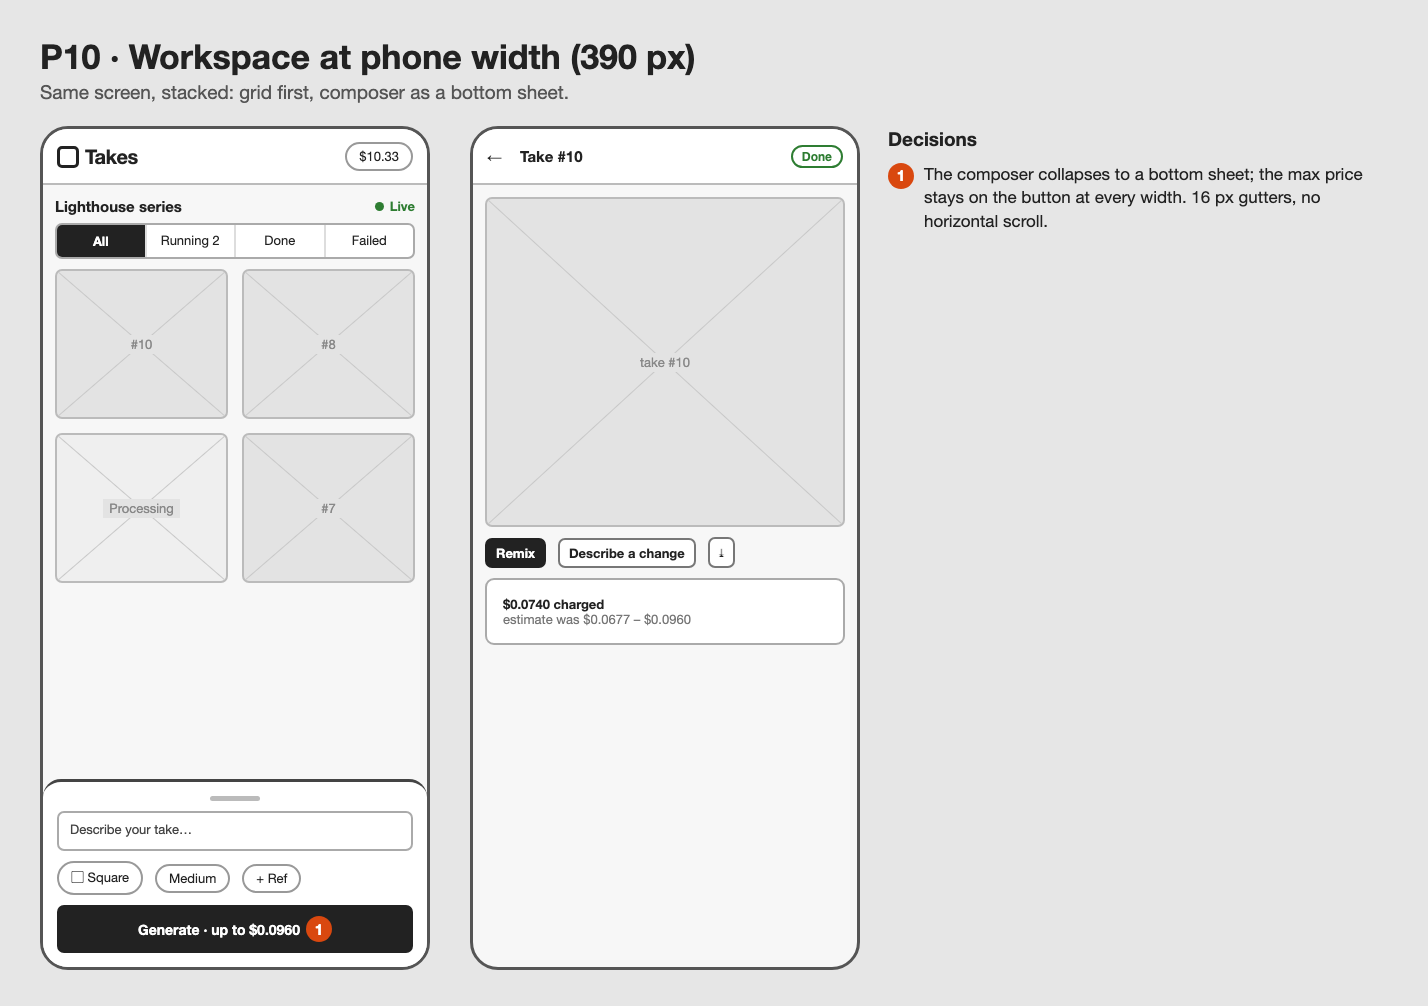 P10 · Workspace at phone width (390 px)
Same screen, stacked: grid first, composer as a bottom sheet.
Takes
$10.33
Lighthouse series
Live
All
Running 2
Done
Failed
#10
#8
Processing
#7
Describe your take…
Square
Medium
+ Ref
Generate · up to $0.0960
1
← Take #10
Done
take #10
Remix
Describe a change
↓
$0.0740 charged
estimate was $0.0677 – $0.0960
Decisions
1
The composer collapses to a bottom sheet; the max price
stays on the button at every width. 16 px gutters, no
horizontal scroll.